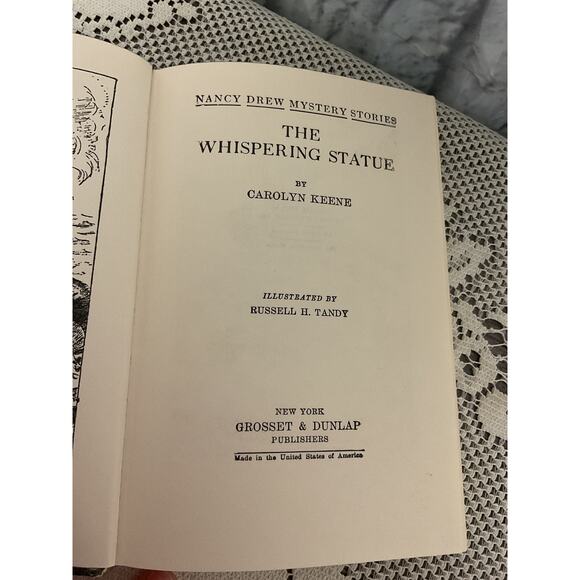 NANCY DREW MYSTERY STORIES
THE
WHISPERING STATUE
BY
CAROLYN KEENE
ILLUSTRATED BY
RUSSELL H. TANDY
NEW YORK
GROSSET & DUNLAP
PUBLISHERS
Made in the United States of America